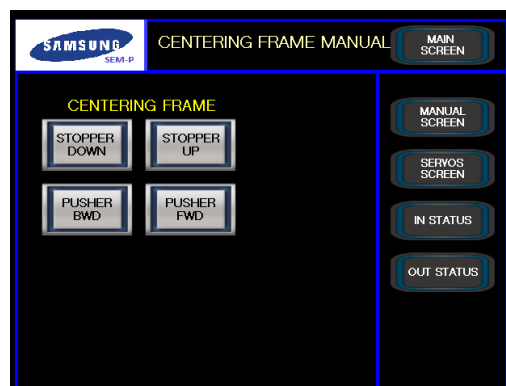 SAMSUNG
SEM-P
CENTERING FRAME MANUAL
MAIN
SCREEN
CENTERING FRAME
STOPPER
DOWN
STOPPER
UP
PUSHER
BWD
PUSHER
FWD
MANUAL
SCREEN
SERVOS
SCREEN
IN STATUS
OUT STATUS